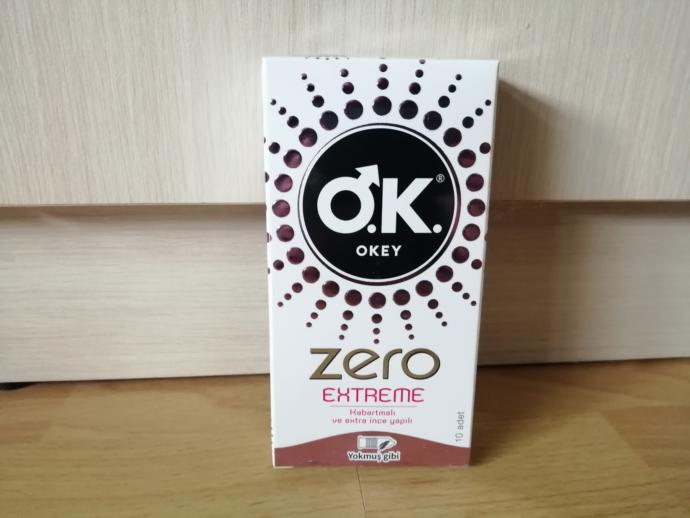 O.K.®
OKEY
zero
EXTREME
Kabartmalı
ve extra ince yapılı
10 adet
Yokmuş gibi